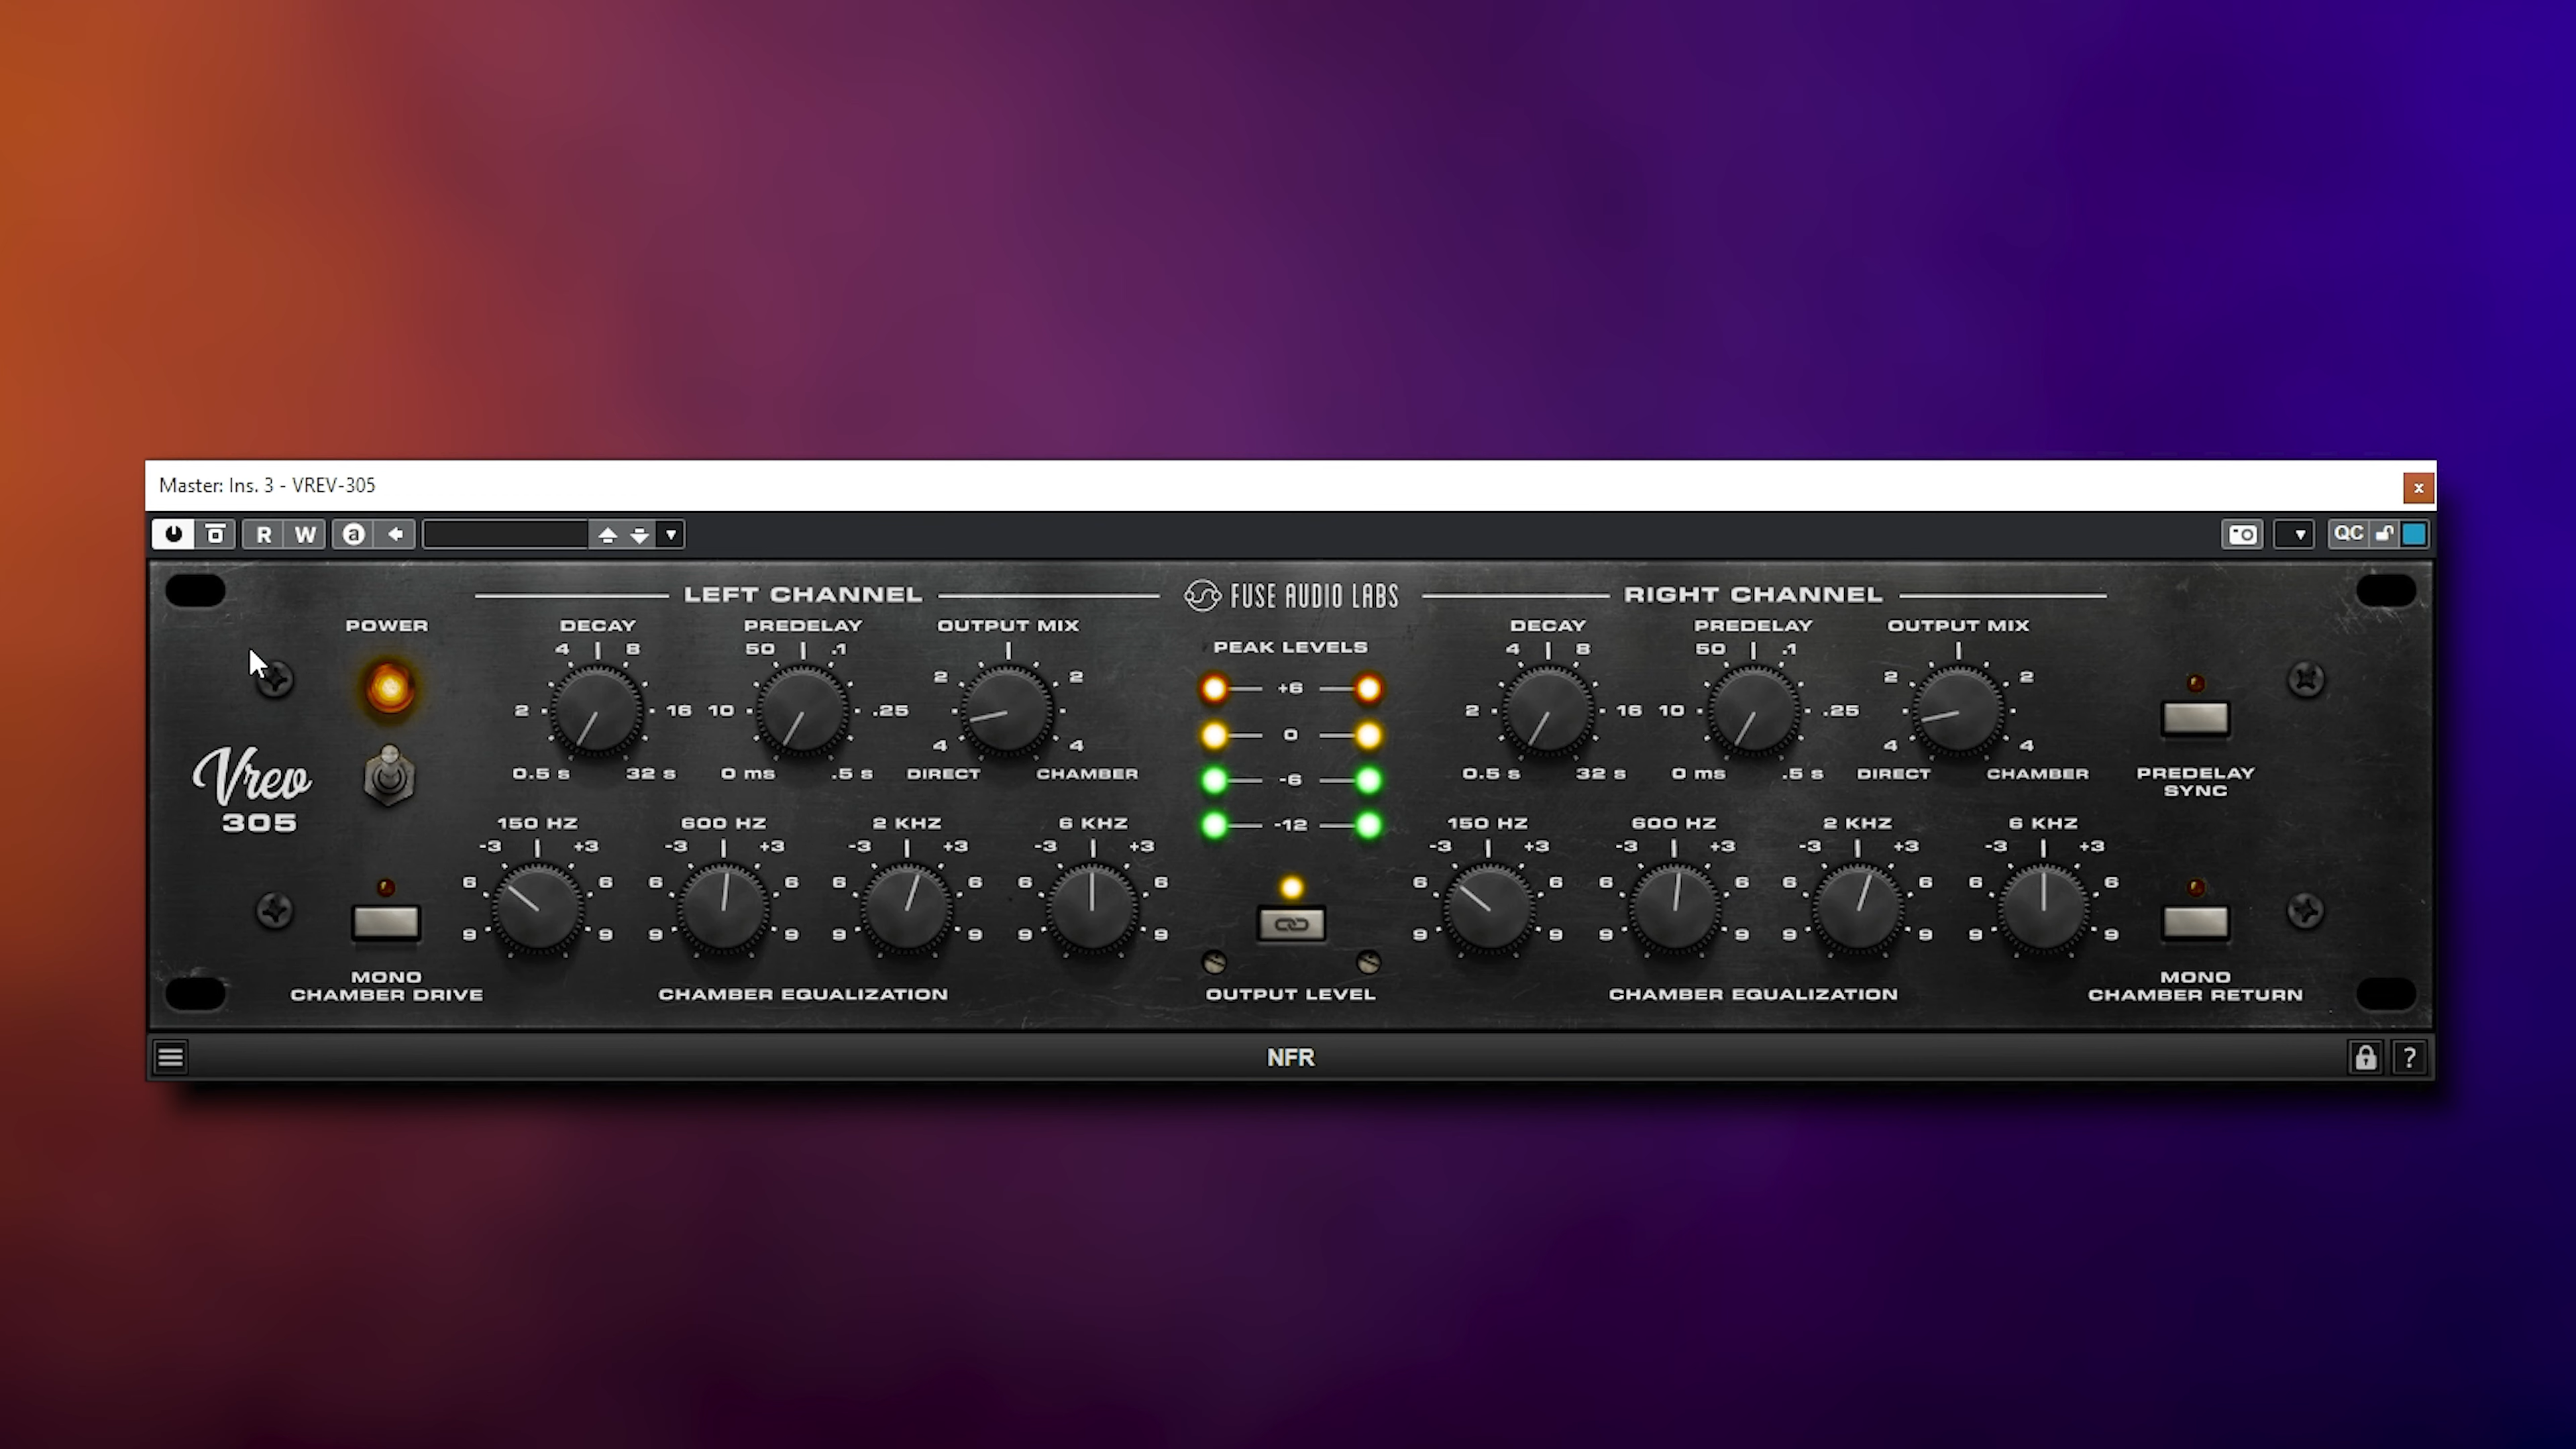 Master: Ins. 3 - VREV-305
R W a QC
LEFT CHANNEL FUSE AUDIO LABS RIGHT CHANNEL
POWER DECAY PREDELAY OUTPUT MIX PEAK LEVELS DECAY PREDELAY OUTPUT MIX
4 8 50 .1 4 8 50 .1
2 2 +6 2 2
2 16 10 .25 0 2 16 10 .25
4 4 4 4
0.5 s 32 s 0 ms .5 s DIRECT CHAMBER -6 0.5 s 32 s 0 ms .5 s DIRECT CHAMBER PREDELAY
SYNC
Vrev
305
150 HZ 600 HZ 2 KHZ 6 KHZ -12 150 HZ 600 HZ 2 KHZ 6 KHZ
-3 +3 -3 +3 -3 +3 -3 +3 -3 +3 -3 +3 -3 +3 -3 +3
6 6 6 6 6 6 6 6 6 6 6 6 6 6 6 6
9 9 9 9 9 9 9 9 9 9 9 9 9 9 9 9
MONO
CHAMBER DRIVE
CHAMBER EQUALIZATION
OUTPUT LEVEL
CHAMBER EQUALIZATION
MONO
CHAMBER RETURN
NFR
?